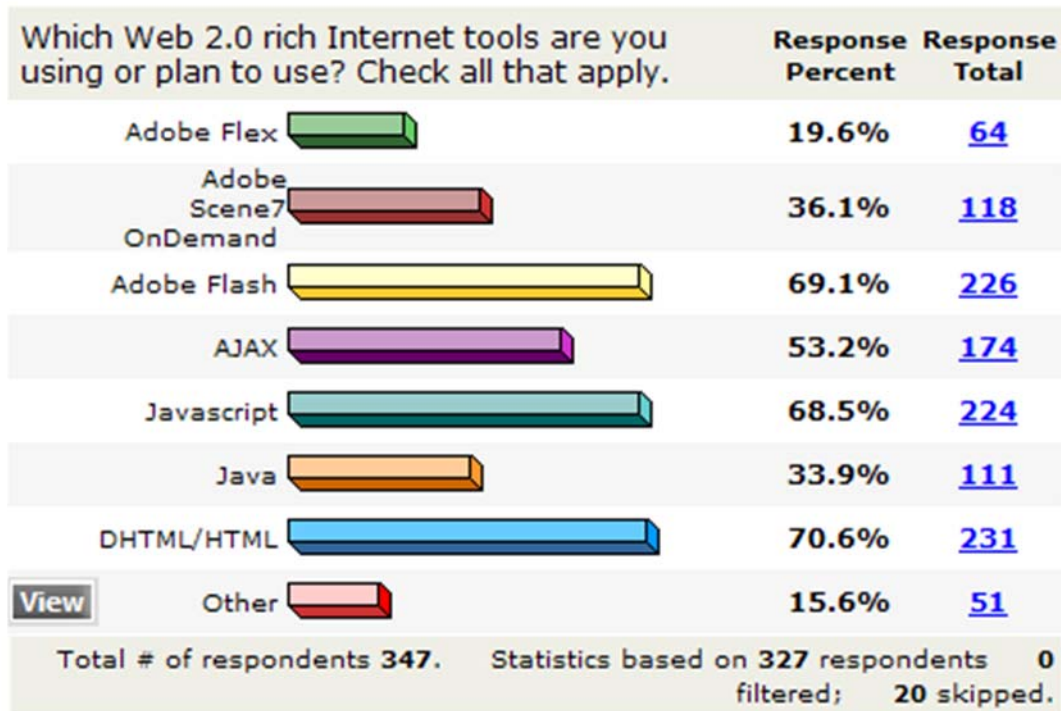 Which Web 2.0 rich Internet tools are you
using or plan to use? Check all that apply.
Response Response
Percent Total
Adobe Flex 19.6% 64
Adobe
Scene7 36.1% 118
OnDemand
Adobe Flash 69.1% 226
AJAX 53.2% 174
Javascript 68.5% 224
Java 33.9% 111
DHTML/HTML 70.6% 231
View Other 15.6% 51
Total # of respondents 347. Statistics based on 327 respondents 0
filtered; 20 skipped.